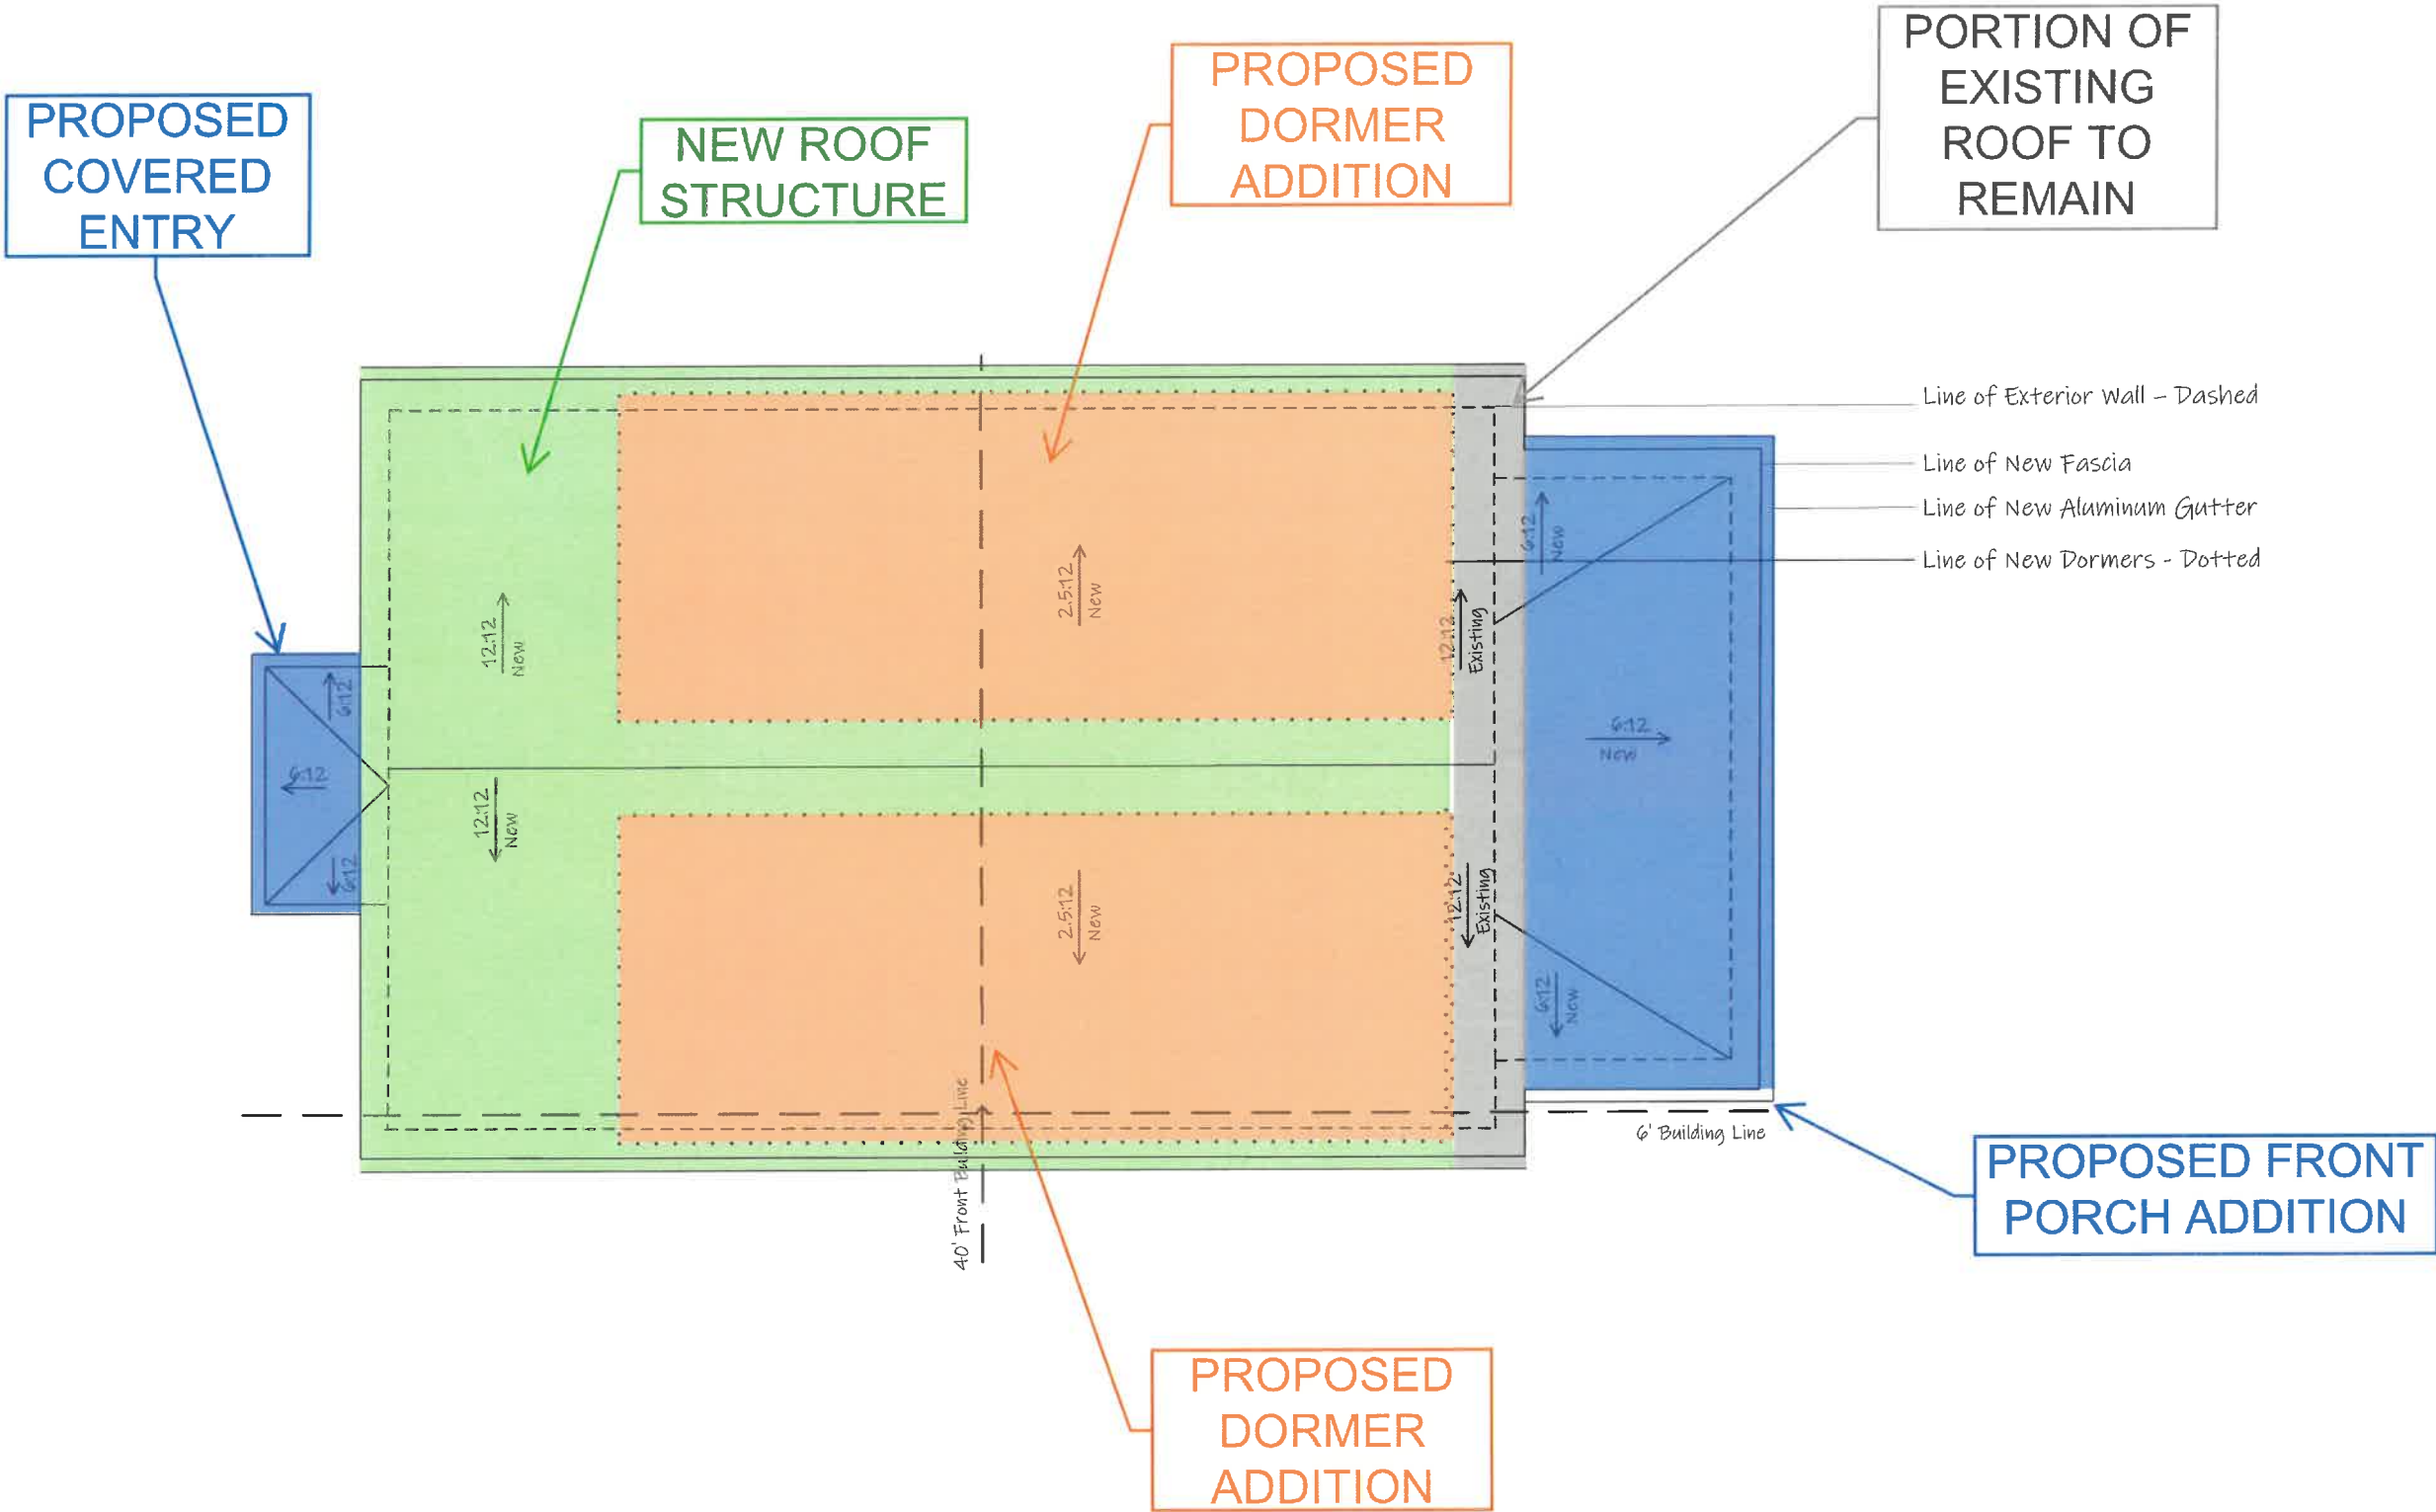 PROPOSED
COVERED
ENTRY
NEW ROOF
STRUCTURE
PROPOSED
DORMER
ADDITION
PORTION OF
EXISTING
ROOF TO
REMAIN
Line of Exterior Wall - Dashed
Line of New Fascia
Line of New Aluminum Gutter
Line of New Dormers - Dotted
6:12
New
2.5:12
New
12:12
New
12:12
Existing
6:12
6:12
New
6:12
12:12
New
6:12
2.5:12
New
12:12
Existing
6:12
New
40' Front Building Line
6' Building Line
PROPOSED FRONT
PORCH ADDITION
PROPOSED
DORMER
ADDITION